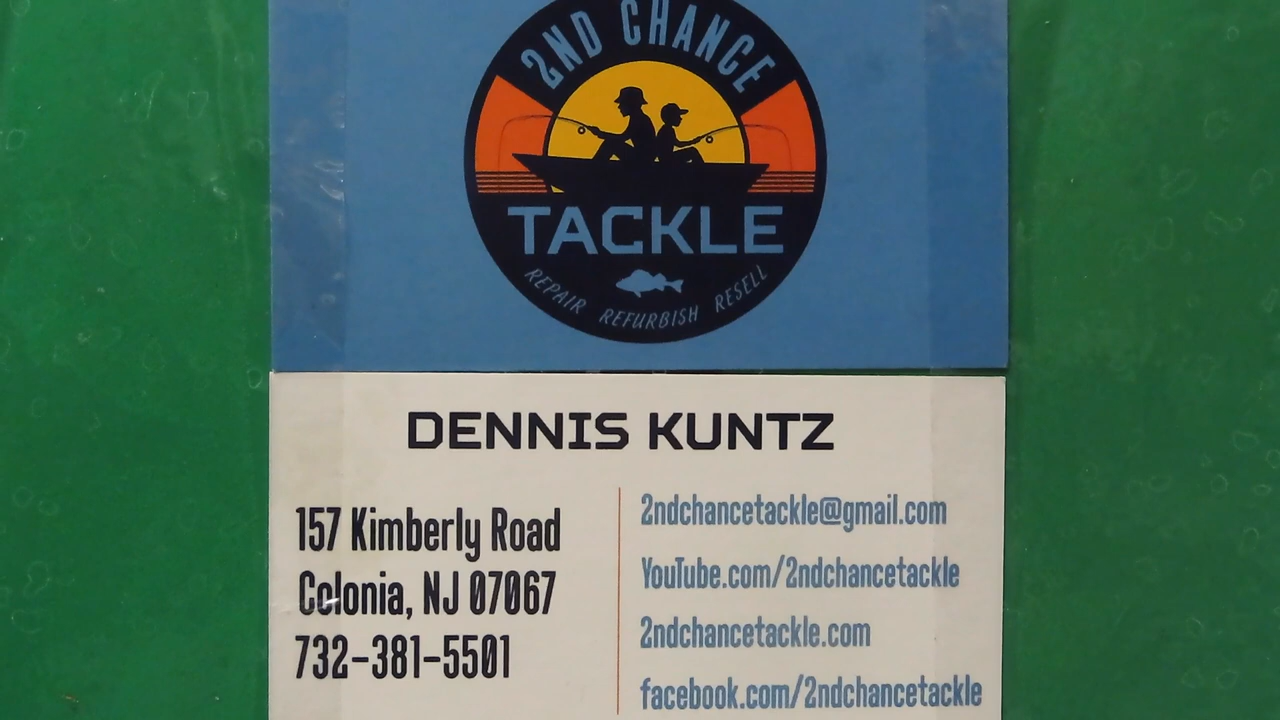 2ND CHANCE
TACKLE
REPAIR REFURBISH RESELL
DENNIS KUNTZ
157 Kimberly Road
Colonia, NJ 07067
732-381-5501
2ndchancetackle@gmail.com
YouTube.com/2ndchancetackle
2ndchancetackle.com
facebook.com/2ndchancetackle